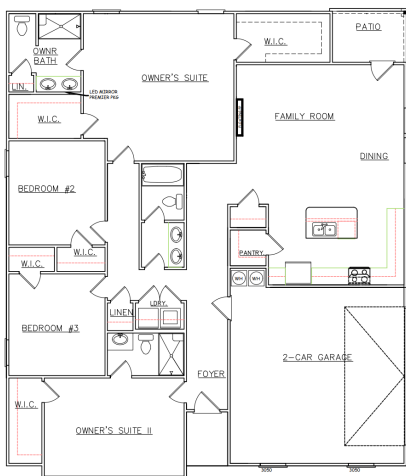 PATIO
W.I.C.
OWNR
BATH
OWNER'S SUITE
LIN.
LED MIRROR
PREMIER PKG
W.I.C.
FAMILY ROOM
DINING
BEDROOM #2
W.I.C.
W.I.C.
PANTRY
WH
WH
LINEN
LDRY.
BEDROOM #3
2-CAR GARAGE
FOYER
W.I.C.
OWNER'S SUITE II
3050
3050